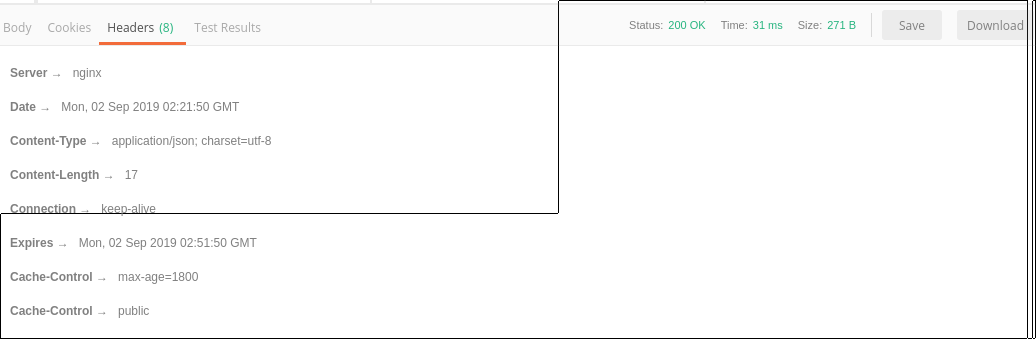 Body Cookies Headers (8) Test Results Status: 200 OK Time: 31 ms Size: 271 B Save Download
Server → nginx
Date → Mon, 02 Sep 2019 02:21:50 GMT
Content-Type → application/json; charset=utf-8
Content-Length → 17
Connection → keep-alive
Expires → Mon, 02 Sep 2019 02:51:50 GMT
Cache-Control → max-age=1800
Cache-Control → public